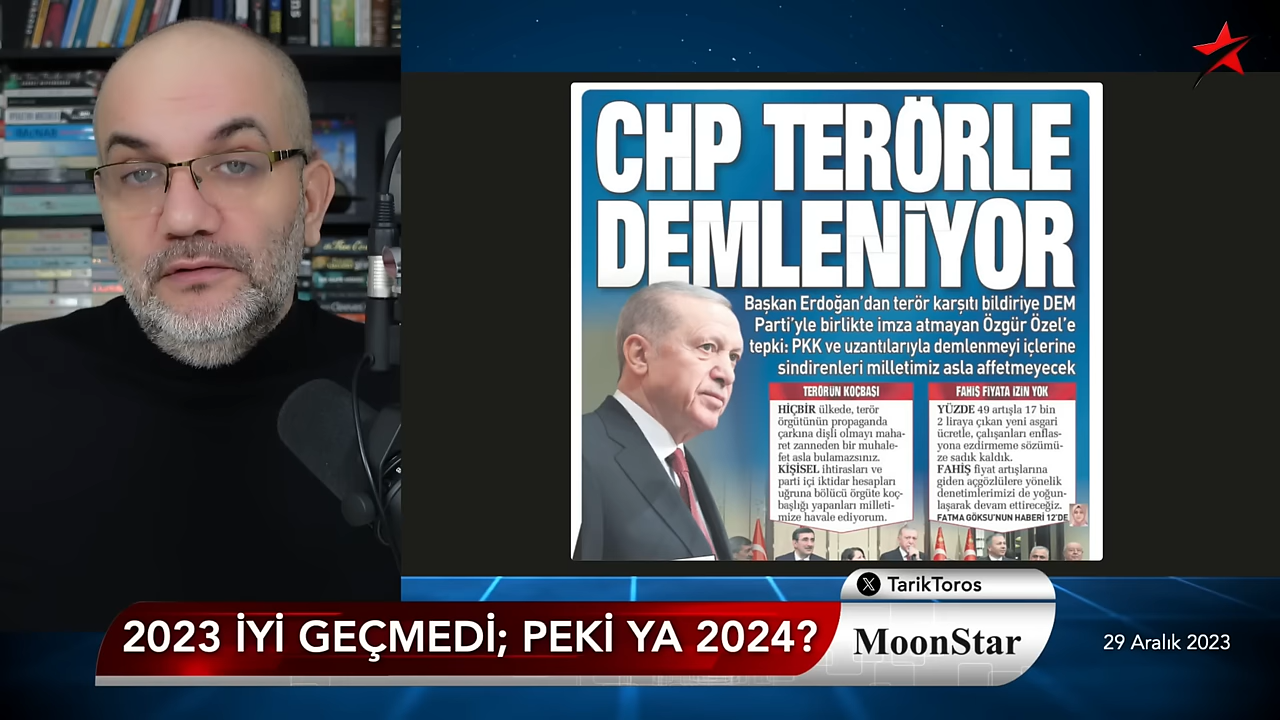 CHP TERÖRLE
DEMLENİYOR
Başkan Erdoğan’dan terör karşıtı bildiriye DEM
Parti’yle birlikte imza atmayan Özgür Özel’e
tepki: PKK ve uzantılarıyla demlenmeyi içlerine
sindirenleri milletimiz asla affetmeyecek
TERÖRÜN KOÇBAŞI
HİÇBİR ülkede, terör
örgütünün propaganda
çarkına dişli olmayı maha-
ret zanneden bir muhale-
fet asla bulamazsınız.
KİŞİSEL ihtirasları ve
parti içi iktidar hesapları
uğruna bölücü örgüte koç-
başlığı yapanları milleti-
mize havale ediyorum.
FAHİŞ FİYATA İZİN YOK
YÜZDE 49 artışla 17 bin
2 liraya çıkan yeni asgari
ücretle, çalışanları enflas-
yona ezdirmeme sözümü-
ze sadık kaldık.
FAHİŞ fiyat artışlarına
giden açgözlülere yönelik
denetimlerimizi de yoğun-
laşarak devam ettireceğiz.
FATMA GÖKSU’NUN HABERİ 12’DE
TarikToros
2023 İYİ GEÇMEDİ; PEKİ YA 2024?
MoonStar
29 Aralık 2023